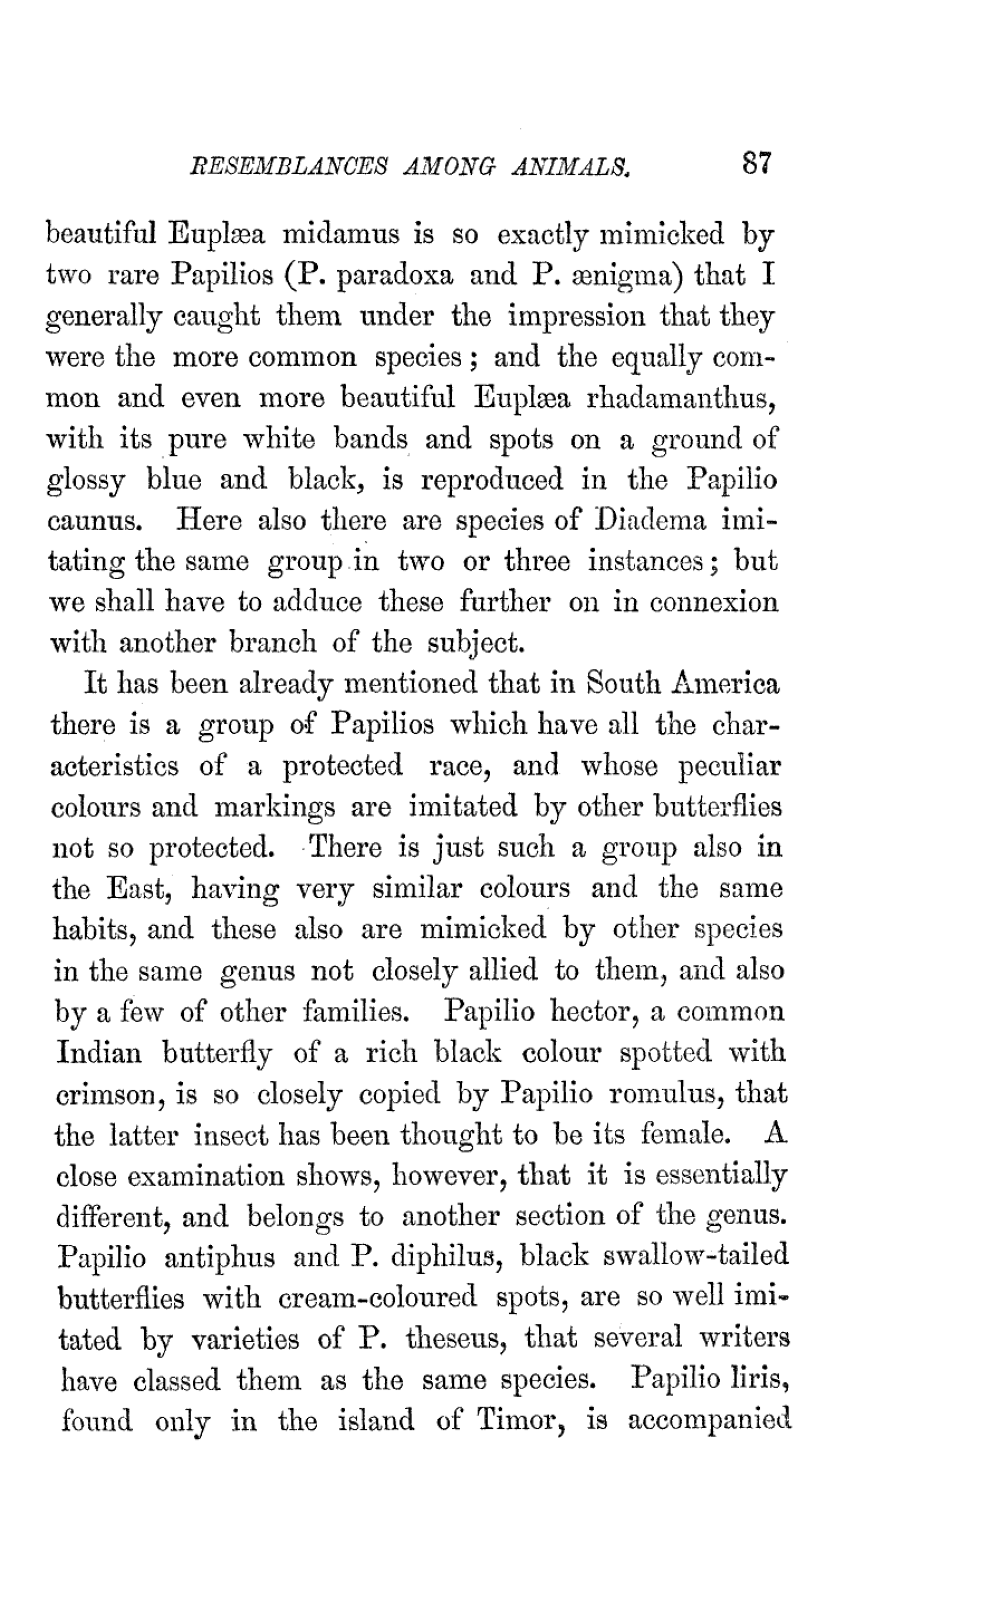 RESEMBLANCES AMONG ANIMALS. 87
beautiful Euplæa midamus is so exactly mimicked by
two rare Papilios (P. paradoxa and P. ænigma) that I
generally caught them under the impression that they
were the more common species; and the equally com-
mon and even more beautiful Euplæa rhadamanthus,
with its pure white bands and spots on a ground of
glossy blue and black, is reproduced in the Papilio
caunus. Here also there are species of Diadema imi-
tating the same group in two or three instances; but
we shall have to adduce these further on in connexion
with another branch of the subject.
It has been already mentioned that in South America
there is a group of Papilios which have all the char-
acteristics of a protected race, and whose peculiar
colours and markings are imitated by other butterflies
not so protected. There is just such a group also in
the East, having very similar colours and the same
habits, and these also are mimicked by other species
in the same genus not closely allied to them, and also
by a few of other families. Papilio hector, a common
Indian butterfly of a rich black colour spotted with
crimson, is so closely copied by Papilio romulus, that
the latter insect has been thought to be its female. A
close examination shows, however, that it is essentially
different, and belongs to another section of the genus.
Papilio antiphus and P. diphilus, black swallow-tailed
butterflies with cream-coloured spots, are so well imi-
tated by varieties of P. theseus, that several writers
have classed them as the same species. Papilio liris,
found only in the island of Timor, is accompanied